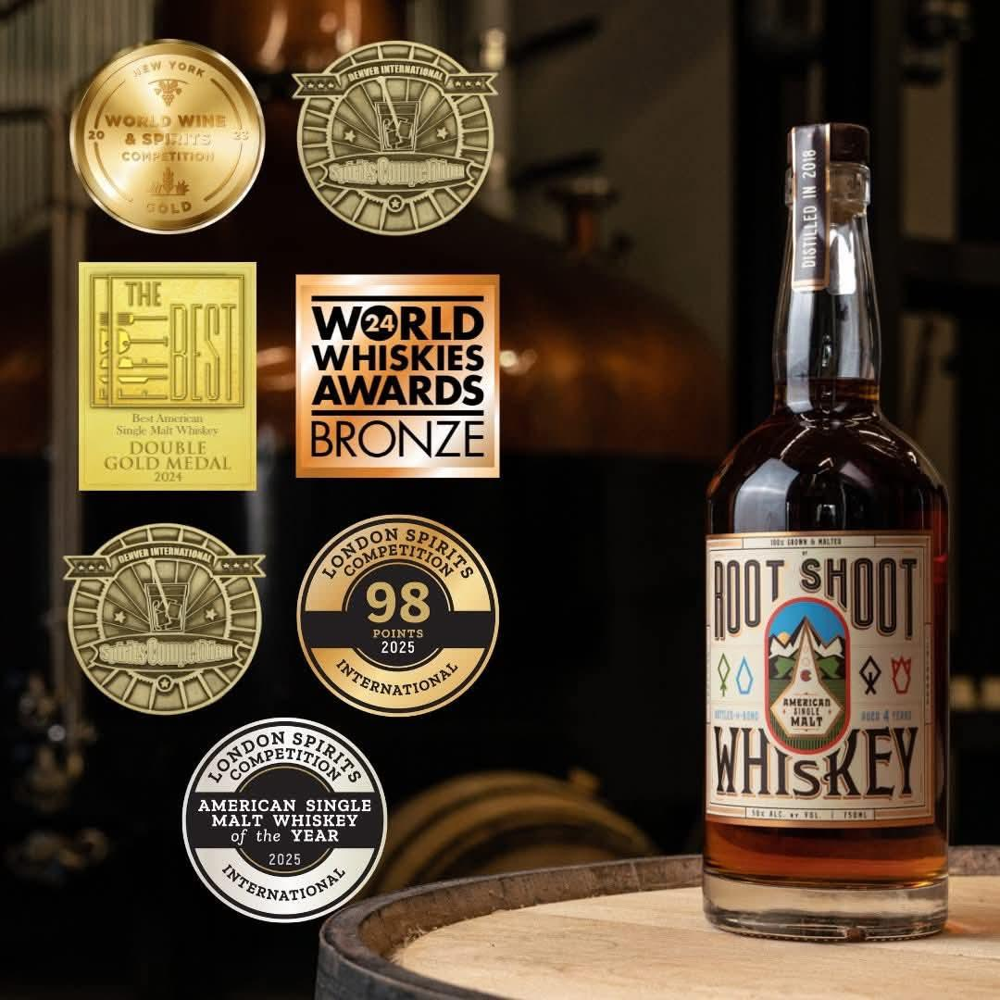 NEW YORK
WORLD WINE
& SPIRITS
20 23
COMPETITION
GOLD
DENVER INTERNATIONAL
Spirits Competition
THE
FIFTY
BEST
Best American
Single Malt Whiskey
DOUBLE
GOLD MEDAL
2024
W24RLD
WHISKIES
AWARDS
BRONZE
DENVER INTERNATIONAL
Spirits Competition
LONDON SPIRITS
COMPETITION
98
POINTS
2025
INTERNATIONAL
LONDON SPIRITS
COMPETITION
AMERICAN SINGLE
MALT WHISKEY
of the YEAR
2025
INTERNATIONAL
DISTILLED IN 2018
100% GROWN & MALTED
BY
ROOT SHOOT
AMERICAN
SINGLE
MALT
BOTTLED-IN-BOND AGED 4 YEARS
WHISKEY
50% ALC. BY VOL. | 750ML